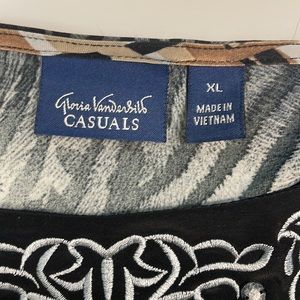 Gloria Vanderbilt
CASUALS
XL
MADE IN
VIETNAM